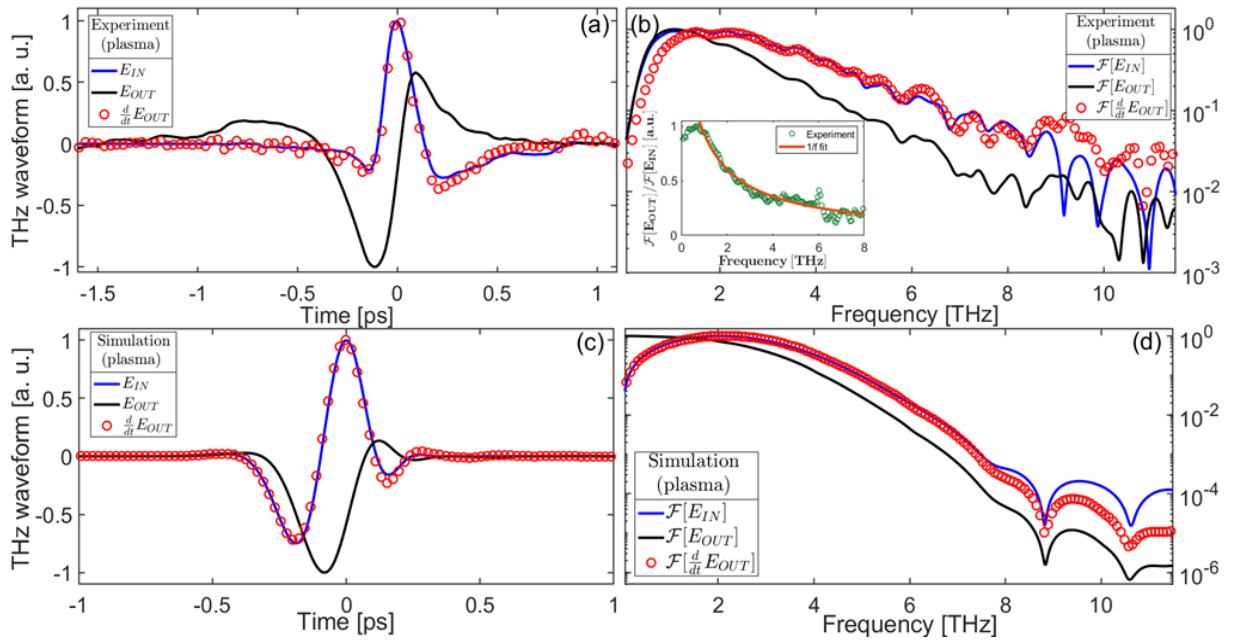 (a)
Experiment
(plasma)
E_IN
E_OUT
d/dt E_OUT
THz waveform [a. u.]
1
0.5
0
-0.5
-1
-1.5
-1
-0.5
0
0.5
1
Time [ps]
(b)
Experiment
(plasma)
F[E_IN]
F[E_OUT]
F[d/dt E_OUT]
10^0
10^-1
10^-2
10^-3
2
4
6
8
10
Frequency [THz]
F[E_OUT]/F[E_IN] [a.u.]
Experiment
1/f fit
1
0.5
0
0
2
4
6
8
Frequency [THz]
(c)
Simulation
(plasma)
E_IN
E_OUT
d/dt E_OUT
THz waveform [a. u.]
1
0.5
0
-0.5
-1
-1
-0.5
0
0.5
1
Time [ps]
(d)
Simulation
(plasma)
F[E_IN]
F[E_OUT]
F[d/dt E_OUT]
10^0
10^-2
10^-4
10^-6
2
4
6
8
10
Frequency [THz]